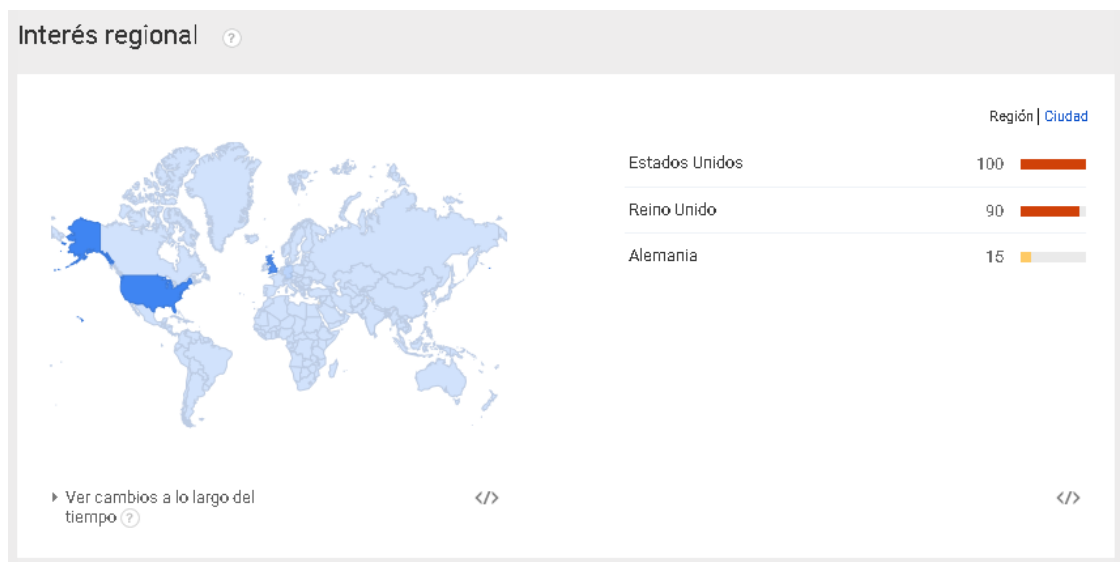 Interés regional ?
Región | Ciudad
Estados Unidos 100
Reino Unido 90
Alemania 15
Ver cambios a lo largo del
tiempo ?
</> </>